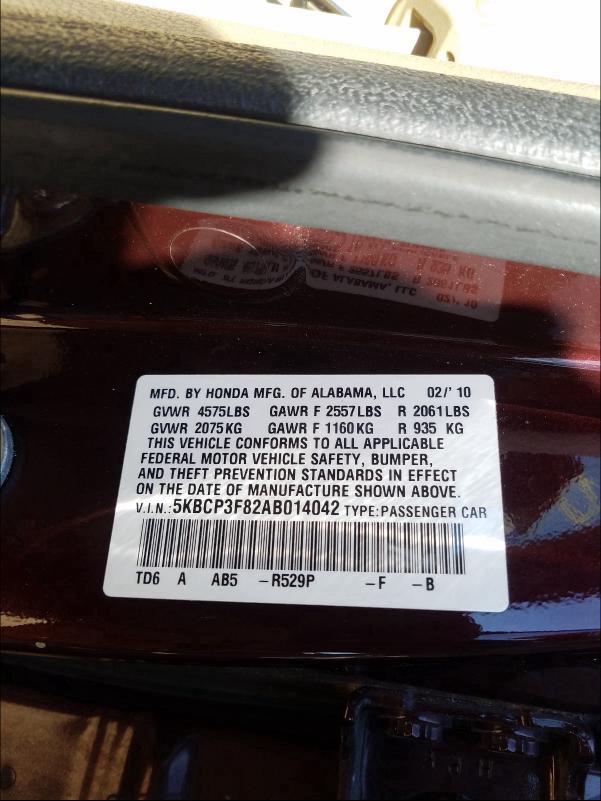 MFD. BY HONDA MFG. OF ALABAMA, LLC 02/' 10
GVWR 4575LBS GAWR F 2557LBS R 2061LBS
GVWR 2075KG GAWR F 1160KG R 935 KG
THIS VEHICLE CONFORMS TO ALL APPLICABLE
FEDERAL MOTOR VEHICLE SAFETY, BUMPER,
AND THEFT PREVENTION STANDARDS IN EFFECT
ON THE DATE OF MANUFACTURE SHOWN ABOVE.
V.I.N.:5KBCP3F82AB014042 TYPE:PASSENGER CAR
TD6 A AB5 -R529P -F -B